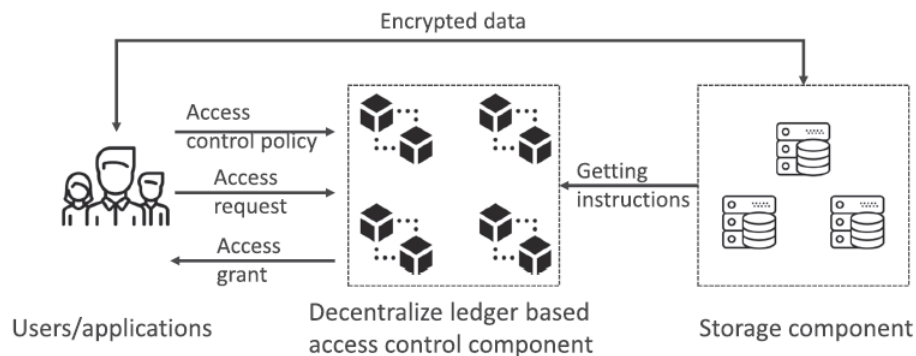 Encrypted data
Access
control policy
Access
request
Access
grant
Getting
instructions
Users/applications
Decentralize ledger based
access control component
Storage component